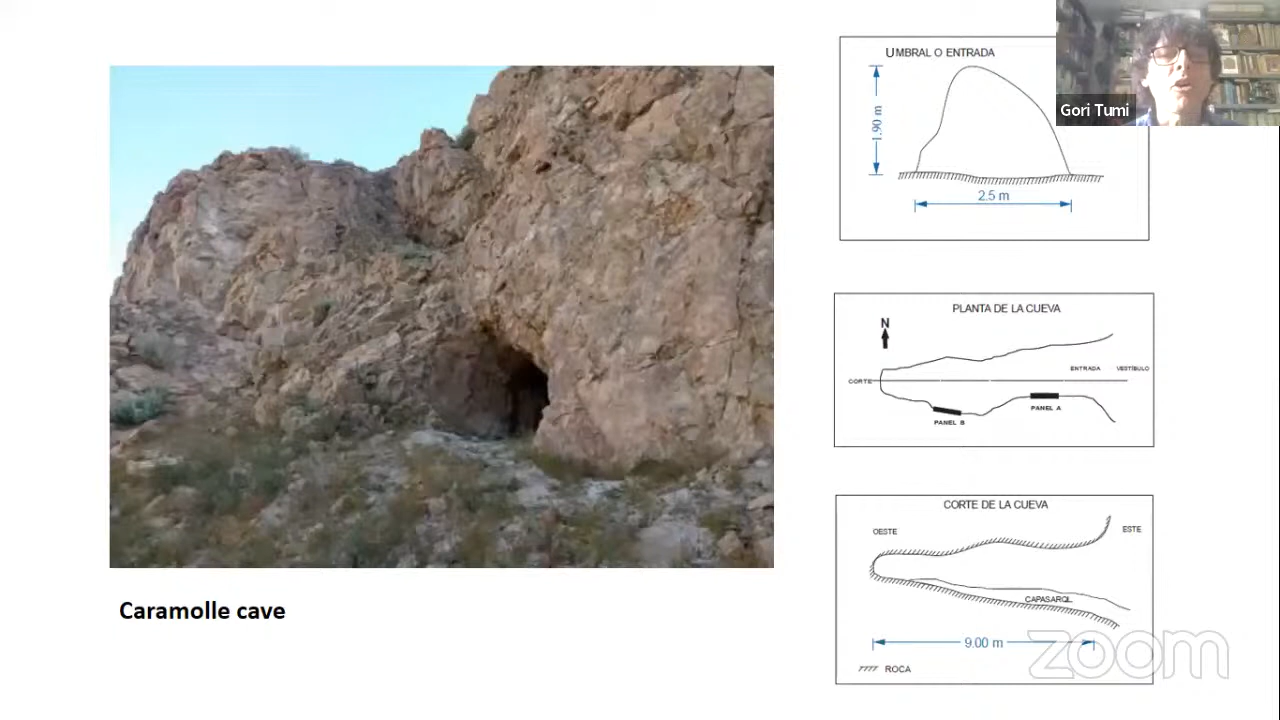 Caramolle cave
UMBRAL O ENTRADA
1.90 m
2.5 m
Gori Tumi
PLANTA DE LA CUEVA
N
CORTE
ENTRADA
VESTÍBULO
PANEL A
PANEL B
CORTE DE LA CUEVA
OESTE
ESTE
CAPASARQL
9.00 m
ROCA
zoom